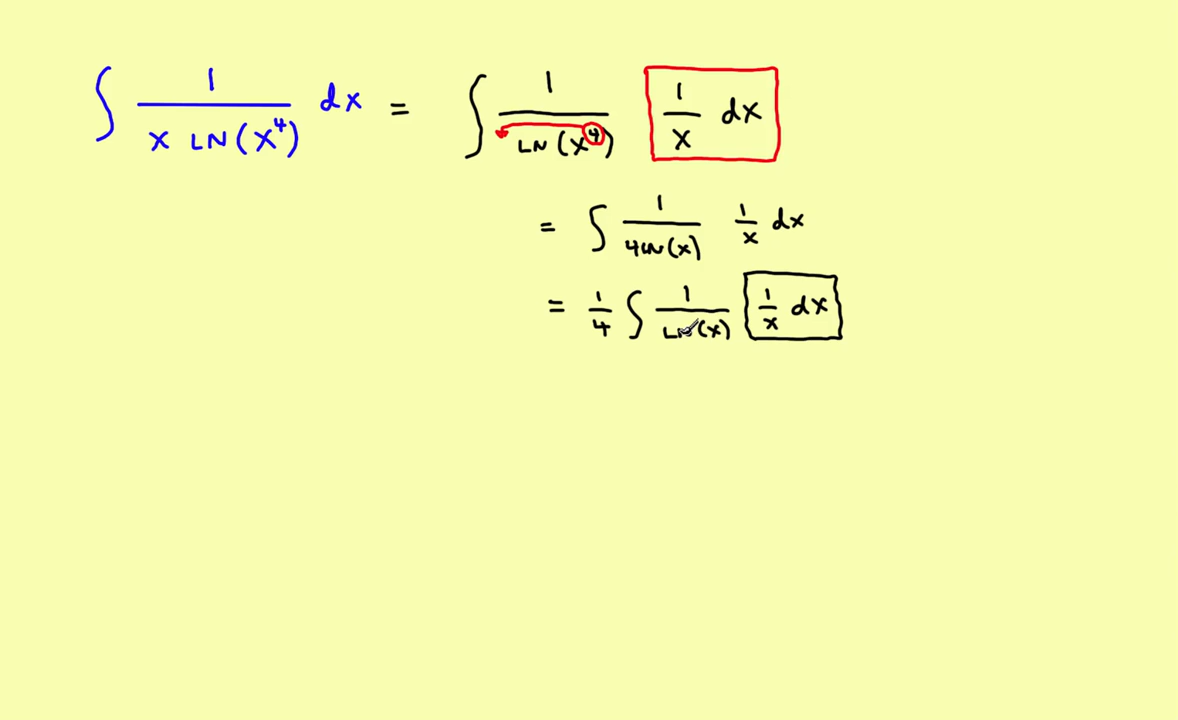 ∫ 1/(x LN(x⁴)) dx = ∫ 1/LN(x⁴) 1/x dx
= ∫ 1/(4LN(x)) 1/x dx
= 1/4 ∫ 1/LN(x) 1/x dx